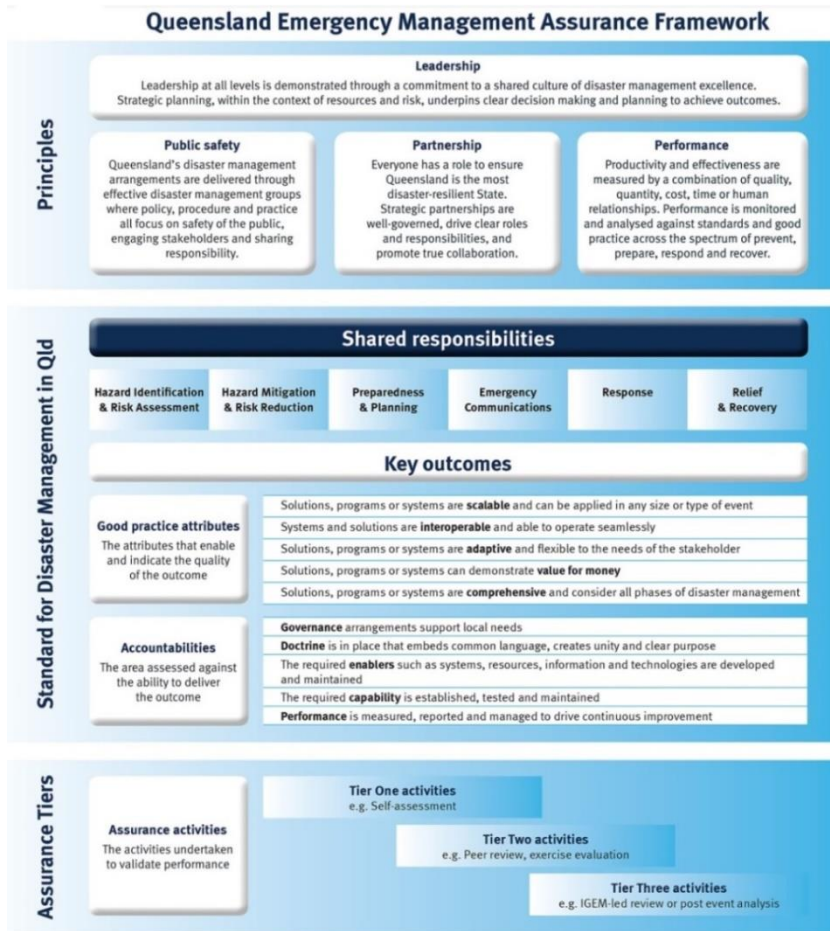 Queensland Emergency Management Assurance Framework
Principles
Leadership
Leadership at all levels is demonstrated through a commitment to a shared culture of disaster management excellence.
Strategic planning, within the context of resources and risk, underpins clear decision making and planning to achieve outcomes.
Public safety
Queensland's disaster management
arrangements are delivered through
effective disaster management groups
where policy, procedure and practice
all focus on safety of the public,
engaging stakeholders and sharing
responsibility.
Partnership
Everyone has a role to ensure
Queensland is the most
disaster-resilient State.
Strategic partnerships are
well-governed, drive clear roles
and responsibilities, and
promote true collaboration.
Performance
Productivity and effectiveness are
measured by a combination of quality,
quantity, cost, time or human
relationships. Performance is monitored
and analysed against standards and good
practice across the spectrum of prevent,
prepare, respond and recover.
Standard for Disaster Management in Qld
Shared responsibilities
Hazard Identification
& Risk Assessment
Hazard Mitigation
& Risk Reduction
Preparedness
& Planning
Emergency
Communications
Response
Relief
& Recovery
Key outcomes
Good practice attributes
The attributes that enable
and indicate the quality
of the outcome
Solutions, programs or systems are scalable and can be applied in any size or type of event
Systems and solutions are interoperable and able to operate seamlessly
Solutions, programs or systems are adaptive and flexible to the needs of the stakeholder
Solutions, programs or systems can demonstrate value for money
Solutions, programs or systems are comprehensive and consider all phases of disaster management
Accountabilities
The area assessed against
the ability to deliver
the outcome
Governance arrangements support local needs
Doctrine is in place that embeds common language, creates unity and clear purpose
The required enablers such as systems, resources, information and technologies are developed
and maintained
The required capability is established, tested and maintained
Performance is measured, reported and managed to drive continuous improvement
Assurance Tiers
Assurance activities
The activities undertaken
to validate performance
Tier One activities
e.g. Self-assessment
Tier Two activities
e.g. Peer review, exercise evaluation
Tier Three activities
e.g. IGEM-led review or post event analysis